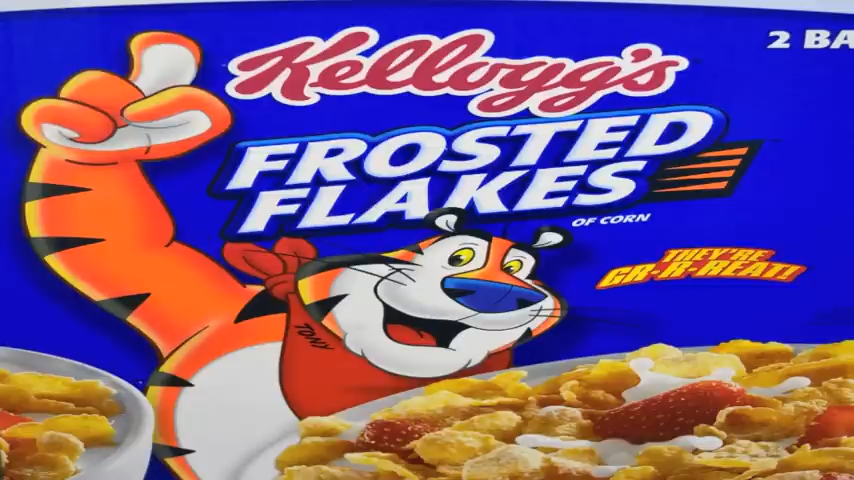 Kellogg's
2 BA
FROSTED
FLAKES
OF CORN
THEY'RE
GR-R-REAT!
TONY